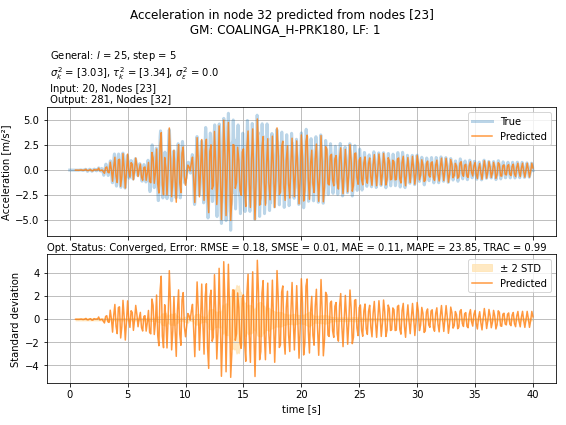 Acceleration in node 32 predicted from nodes [23]
GM: COALINGA_H-PRK180, LF: 1
General: l = 25, step = 5
σ²ₖ = [3.03], τ²ₖ = [3.34], σ²ε = 0.0
Input: 20, Nodes [23]
Output: 281, Nodes [32]
Acceleration [m/s²]
5.0
2.5
0.0
−2.5
−5.0
True
Predicted
Opt. Status: Converged, Error: RMSE = 0.18, SMSE = 0.01, MAE = 0.11, MAPE = 23.85, TRAC = 0.99
Standard deviation
4
2
0
−2
−4
± 2 STD
Predicted
0 5 10 15 20 25 30 35 40
time [s]